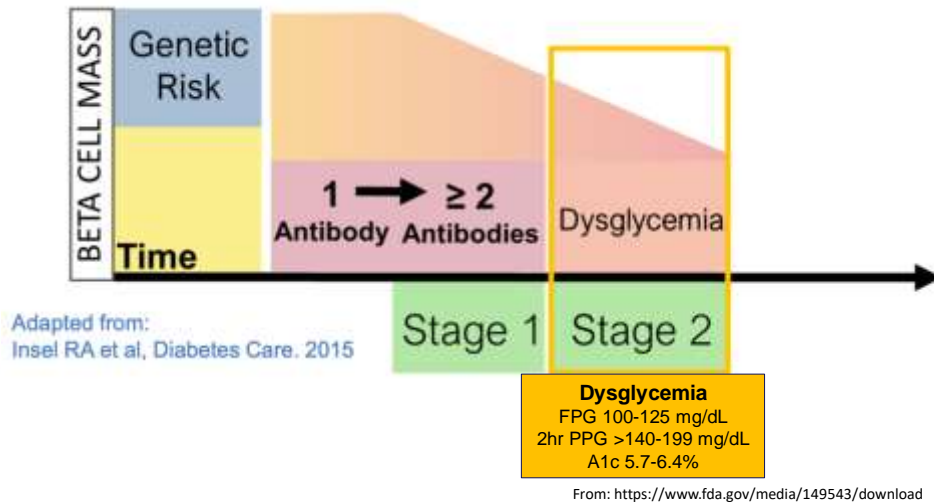 BETA CELL MASS
Genetic
Risk
Time
1 ≥ 2
Antibody Antibodies
Dysglycemia
Stage 1
Stage 2
Adapted from:
Insel RA et al, Diabetes Care. 2015
Dysglycemia
FPG 100-125 mg/dL
2hr PPG >140-199 mg/dL
A1c 5.7-6.4%
From: https://www.fda.gov/media/149543/download